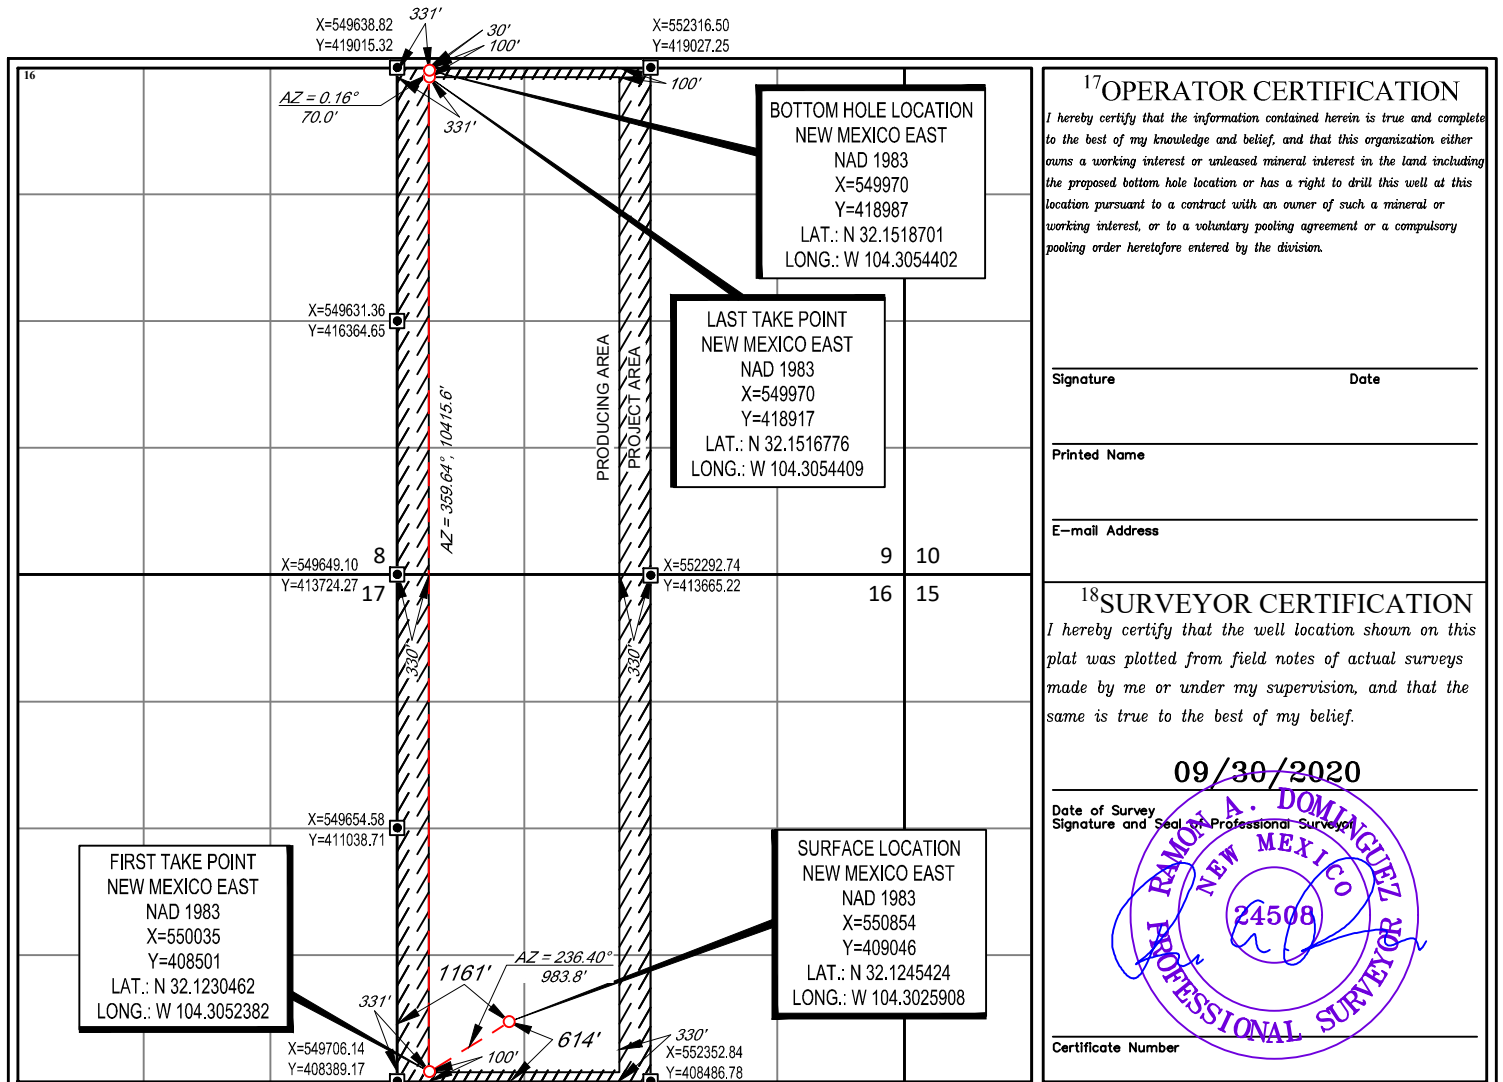 X=549638.82
Y=419015.32
331'
30'
100'
X=552316.50
Y=419027.25
16
AZ = 0.16°
70.0'
331'
100'
BOTTOM HOLE LOCATION
NEW MEXICO EAST
NAD 1983
X=549970
Y=418987
LAT.: N 32.1518701
LONG.: W 104.3054402
X=549631.36
Y=416364.65
LAST TAKE POINT
NEW MEXICO EAST
NAD 1983
X=549970
Y=418917
LAT.: N 32.1516776
LONG.: W 104.3054409
PRODUCING AREA
PROJECT AREA
AZ = 359.64°, 10415.6'
8
9
10
X=549649.10
Y=413724.27
17
X=552292.74
Y=413665.22
16
15
330'
330'
X=549654.58
Y=411038.71
FIRST TAKE POINT
NEW MEXICO EAST
NAD 1983
X=550035
Y=408501
LAT.: N 32.1230462
LONG.: W 104.3052382
SURFACE LOCATION
NEW MEXICO EAST
NAD 1983
X=550854
Y=409046
LAT.: N 32.1245424
LONG.: W 104.3025908
1161'
AZ = 236.40°
983.8'
331'
614'
330'
100'
X=549706.14
Y=408389.17
X=552352.84
Y=408486.78
17OPERATOR CERTIFICATION
I hereby certify that the information contained herein is true and complete
to the best of my knowledge and belief, and that this organization either
owns a working interest or unleased mineral interest in the land including
the proposed bottom hole location or has a right to drill this well at this
location pursuant to a contract with an owner of such a mineral or
working interest, or to a voluntary pooling agreement or a compulsory
pooling order heretofore entered by the division.
Signature Date
Printed Name
E-mail Address
18SURVEYOR CERTIFICATION
I hereby certify that the well location shown on this
plat was plotted from field notes of actual surveys
made by me or under my supervision, and that the
same is true to the best of my belief.
09/30/2020
Date of Survey
Signature and Seal of Professional Surveyor
RAMON A. DOMINGUEZ
NEW MEXICO
24508
PROFESSIONAL SURVEYOR
Certificate Number